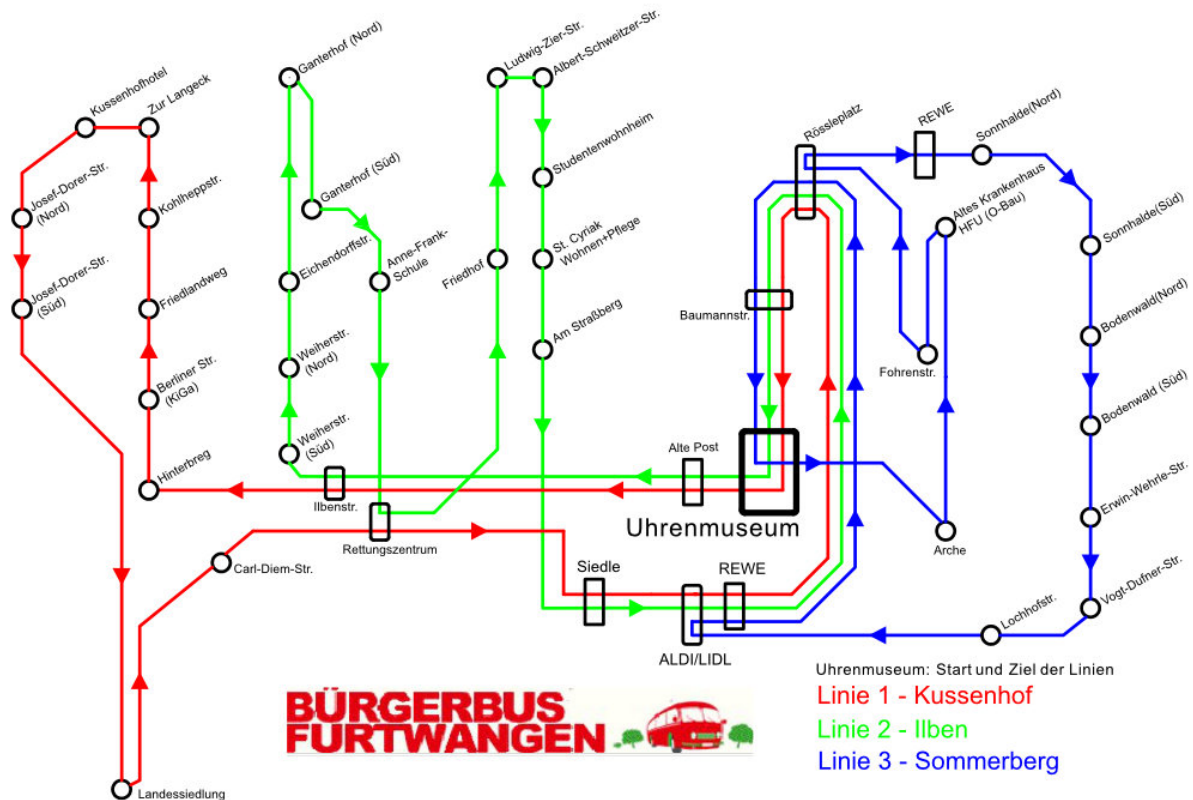 Kussenhofhotel
Zur Langeck
Ganterhof (Nord)
Ludwig-Zier-Str.
Albert-Schweitzer-Str.
Rössleplatz
REWE
Sonnhalde(Nord)
Josef-Dorer-Str.
(Nord)
Kohlheppstr.
Ganterhof (Süd)
Studentenwohnheim
Altes Krankenhaus
HFU (O-Bau)
Sonnhalde(Süd)
Josef-Dorer-Str.
(Süd)
Friedlandweg
Eichendorffstr.
Anne-Frank-
Schule
Friedhof
St. Cyriak
Wohnen+Pflege
Baumannstr.
Bodenwald(Nord)
Berliner Str.
(KiGa)
Weiherstr.
(Nord)
Am Straßberg
Fohrenstr.
Bodenwald (Süd)
Hinterbreg
Weiherstr.
(Süd)
Ilbenstr.
Alte Post
Uhrenmuseum
Erwin-Wehrle-Str.
Rettungszentrum
Arche
Carl-Diem-Str.
Siedle
REWE
Vogt-Dufner-Str.
Lochhofstr.
ALDI/LIDL
Uhrenmuseum: Start und Ziel der Linien
Linie 1 - Kussenhof
Linie 2 - Ilben
Linie 3 - Sommerberg
BÜRGERBUS
FURTWANGEN
Landessiedlung